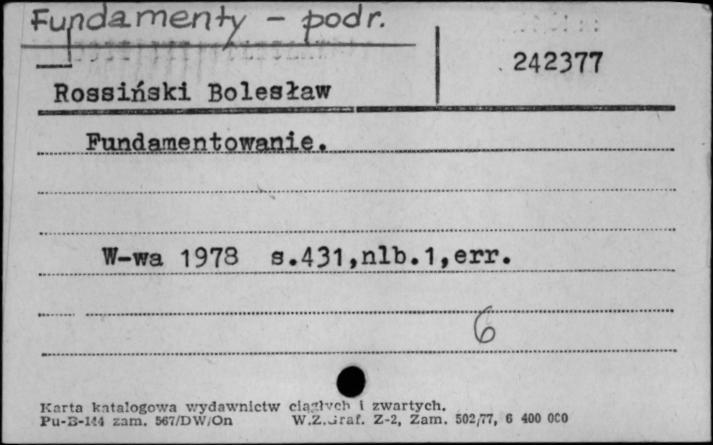 Fundamenty - podr.
242377
Rossiński Bolesław
Fundamentowanie.
W-wa 1978 s.431,nlb.1,err.
6
Karta katalogowa wydawnictw ciągłych i zwartych.
Pu-B-144 zam. 567/DW/On W.Z.Graf. Z-2, Zam. 502/77, 6 400 000